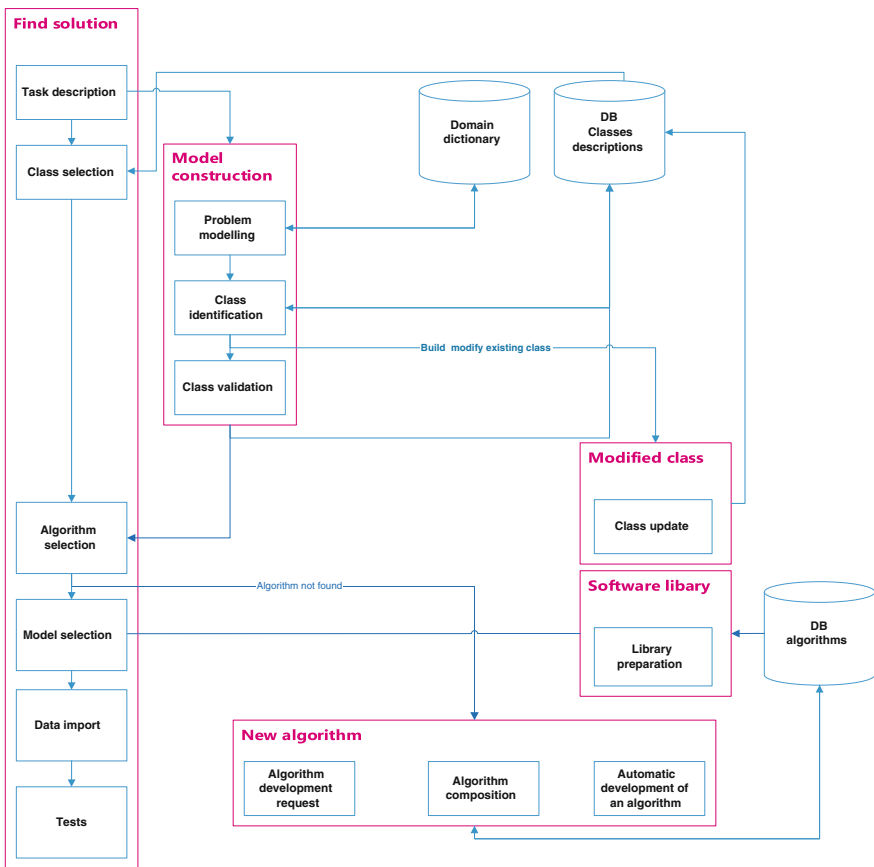 Find solution
Task description
Class selection
Algorithm
selection
Model selection
Data import
Tests
Model
construction
Problem
modelling
Class
identification
Class validation
Domain
dictionary
DB
Classes
descriptions
Build modify existing class
Modified class
Class update
Algorithm not found
Software libary
Library
preparation
DB
algorithms
New algorithm
Algorithm
development
request
Algorithm
composition
Automatic
development of
an algorithm